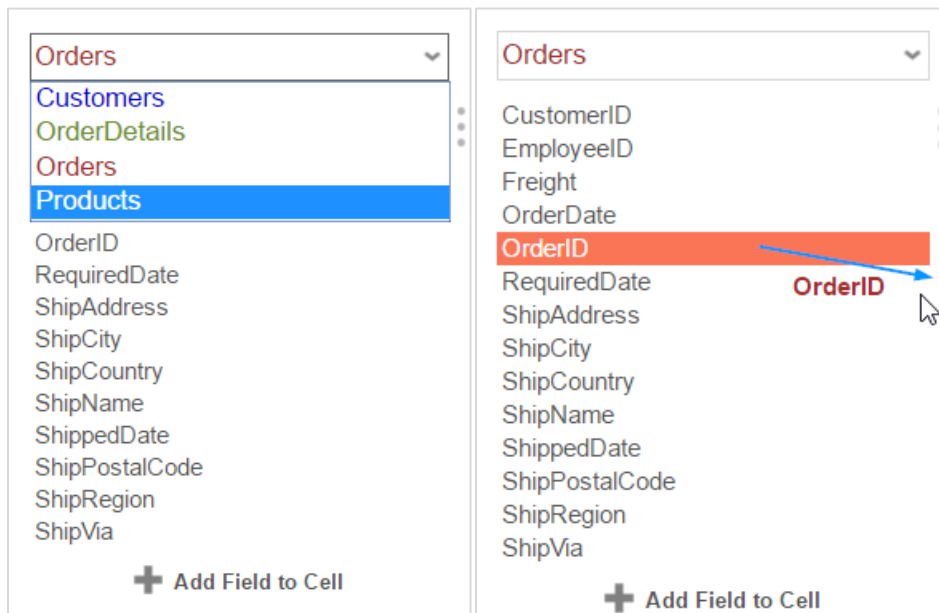 Orders
Customers
OrderDetails
Orders
Products
OrderID
RequiredDate
ShipAddress
ShipCity
ShipCountry
ShipName
ShippedDate
ShipPostalCode
ShipRegion
ShipVia
Add Field to Cell
Orders
CustomerID
EmployeeID
Freight
OrderDate
OrderID
RequiredDate
OrderID
ShipAddress
ShipCity
ShipCountry
ShipName
ShippedDate
ShipPostalCode
ShipRegion
ShipVia
Add Field to Cell